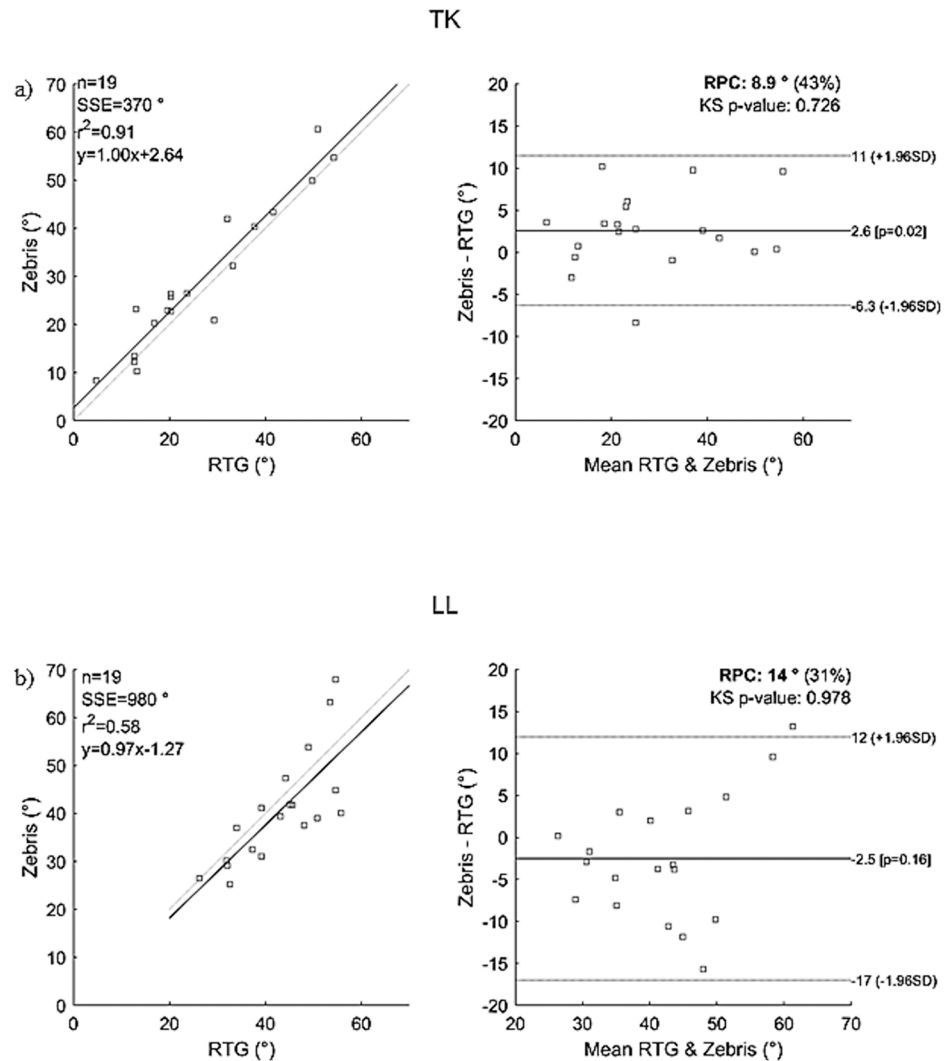 TK
a)
n=19
SSE=370 °
r²=0.91
y=1.00x+2.64
70
60
50
40
30
20
10
0
0 20 40 60
Zebris (°)
RTG (°)
RPC: 8.9 ° (43%)
KS p-value: 0.726
20
15
10
5
0
-5
-10
-15
-20
11 (+1.96SD)
2.6 [p=0.02]
-6.3 (-1.96SD)
0 20 40 60
Zebris - RTG (°)
Mean RTG & Zebris (°)
LL
b)
n=19
SSE=980 °
r²=0.58
y=0.97x-1.27
70
60
50
40
30
20
10
0
0 20 40 60
Zebris (°)
RTG (°)
RPC: 14 ° (31%)
KS p-value: 0.978
20
15
10
5
0
-5
-10
-15
-20
12 (+1.96SD)
-2.5 [p=0.16]
-17 (-1.96SD)
20 30 40 50 60 70
Zebris - RTG (°)
Mean RTG & Zebris (°)